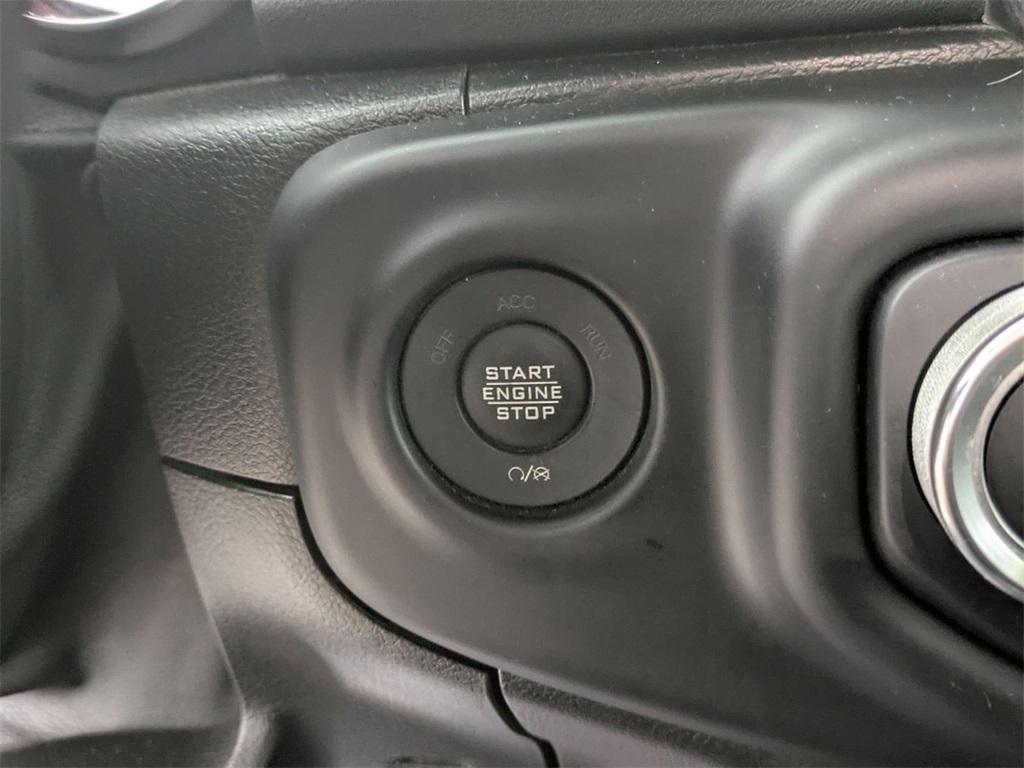 OFF
ACC
RUN
START
ENGINE
STOP